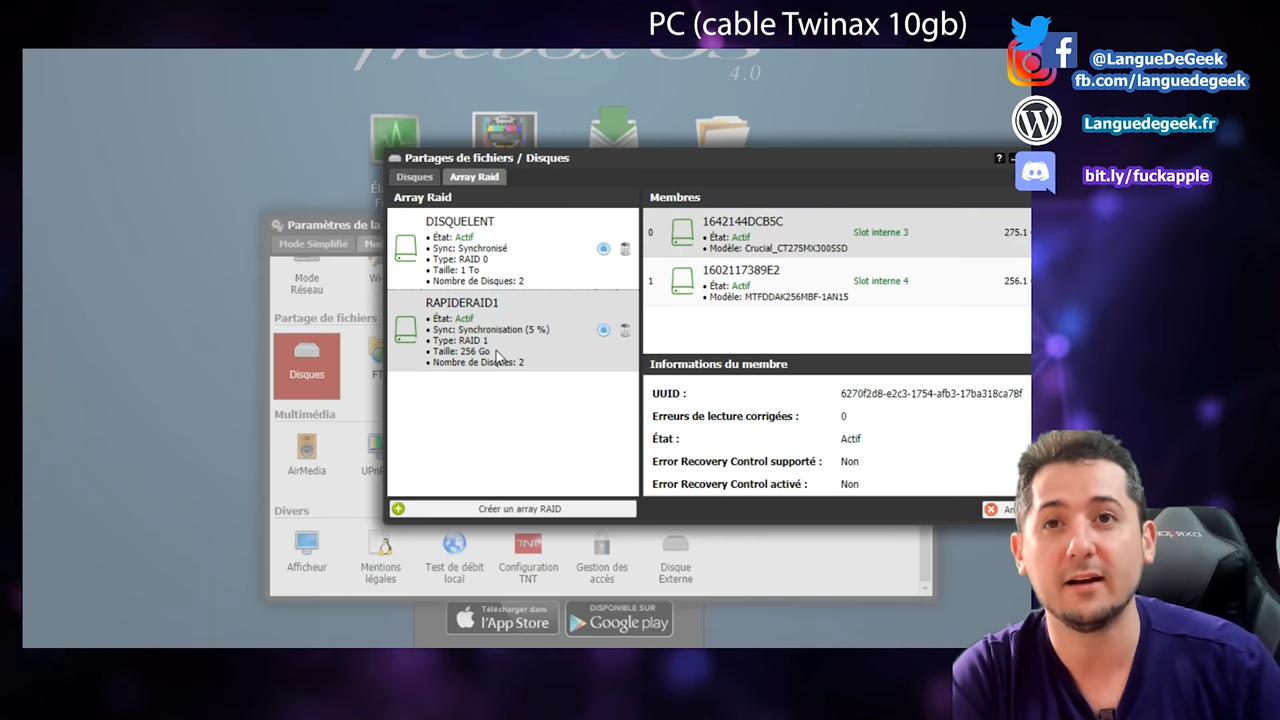 PC (cable Twinax 10gb)
@LangueDeGeek
fb.com/languedegeek
Languedegeek.fr
bit.ly/fuckapple
freebox OS
4.0
Partages de fichiers / Disques
?
Disques
Array Raid
Array Raid
DISQUELENT
• État: Actif
• Sync: Synchronisé
• Type: RAID 0
• Taille: 1 To
• Nombre de Disques: 2
RAPIDERAID1
• État: Actif
• Sync: Synchronisation (5 %)
• Type: RAID 1
• Taille: 256 Go
• Nombre de Disques: 2
Créer un array RAID
Membres
0
1642144DCB5C
• État: Actif
• Modèle: Crucial_CT275MX300SSD
Slot interne 3
275.1
1
1602117389E2
• État: Actif
• Modèle: MTFDDAK256MBF-1AN15
Slot interne 4
256.1
Informations du membre
UUID :
6270f2d8-e2c3-1754-afb3-17ba318ca78f
Erreurs de lecture corrigées :
0
État :
Actif
Error Recovery Control supporté :
Non
Error Recovery Control activé :
Non
Paramètres de la
Mode Simplifié
Mode
Réseau
Partage de fichiers
Disques
FT
Multimédia
AirMedia
UPnP
Divers
Afficheur
Mentions
légales
Test de débit
local
TNT
Configuration
TNT
Gestion des
accès
Disque
Externe
Télécharger dans
l'App Store
DISPONIBLE SUR
Google play